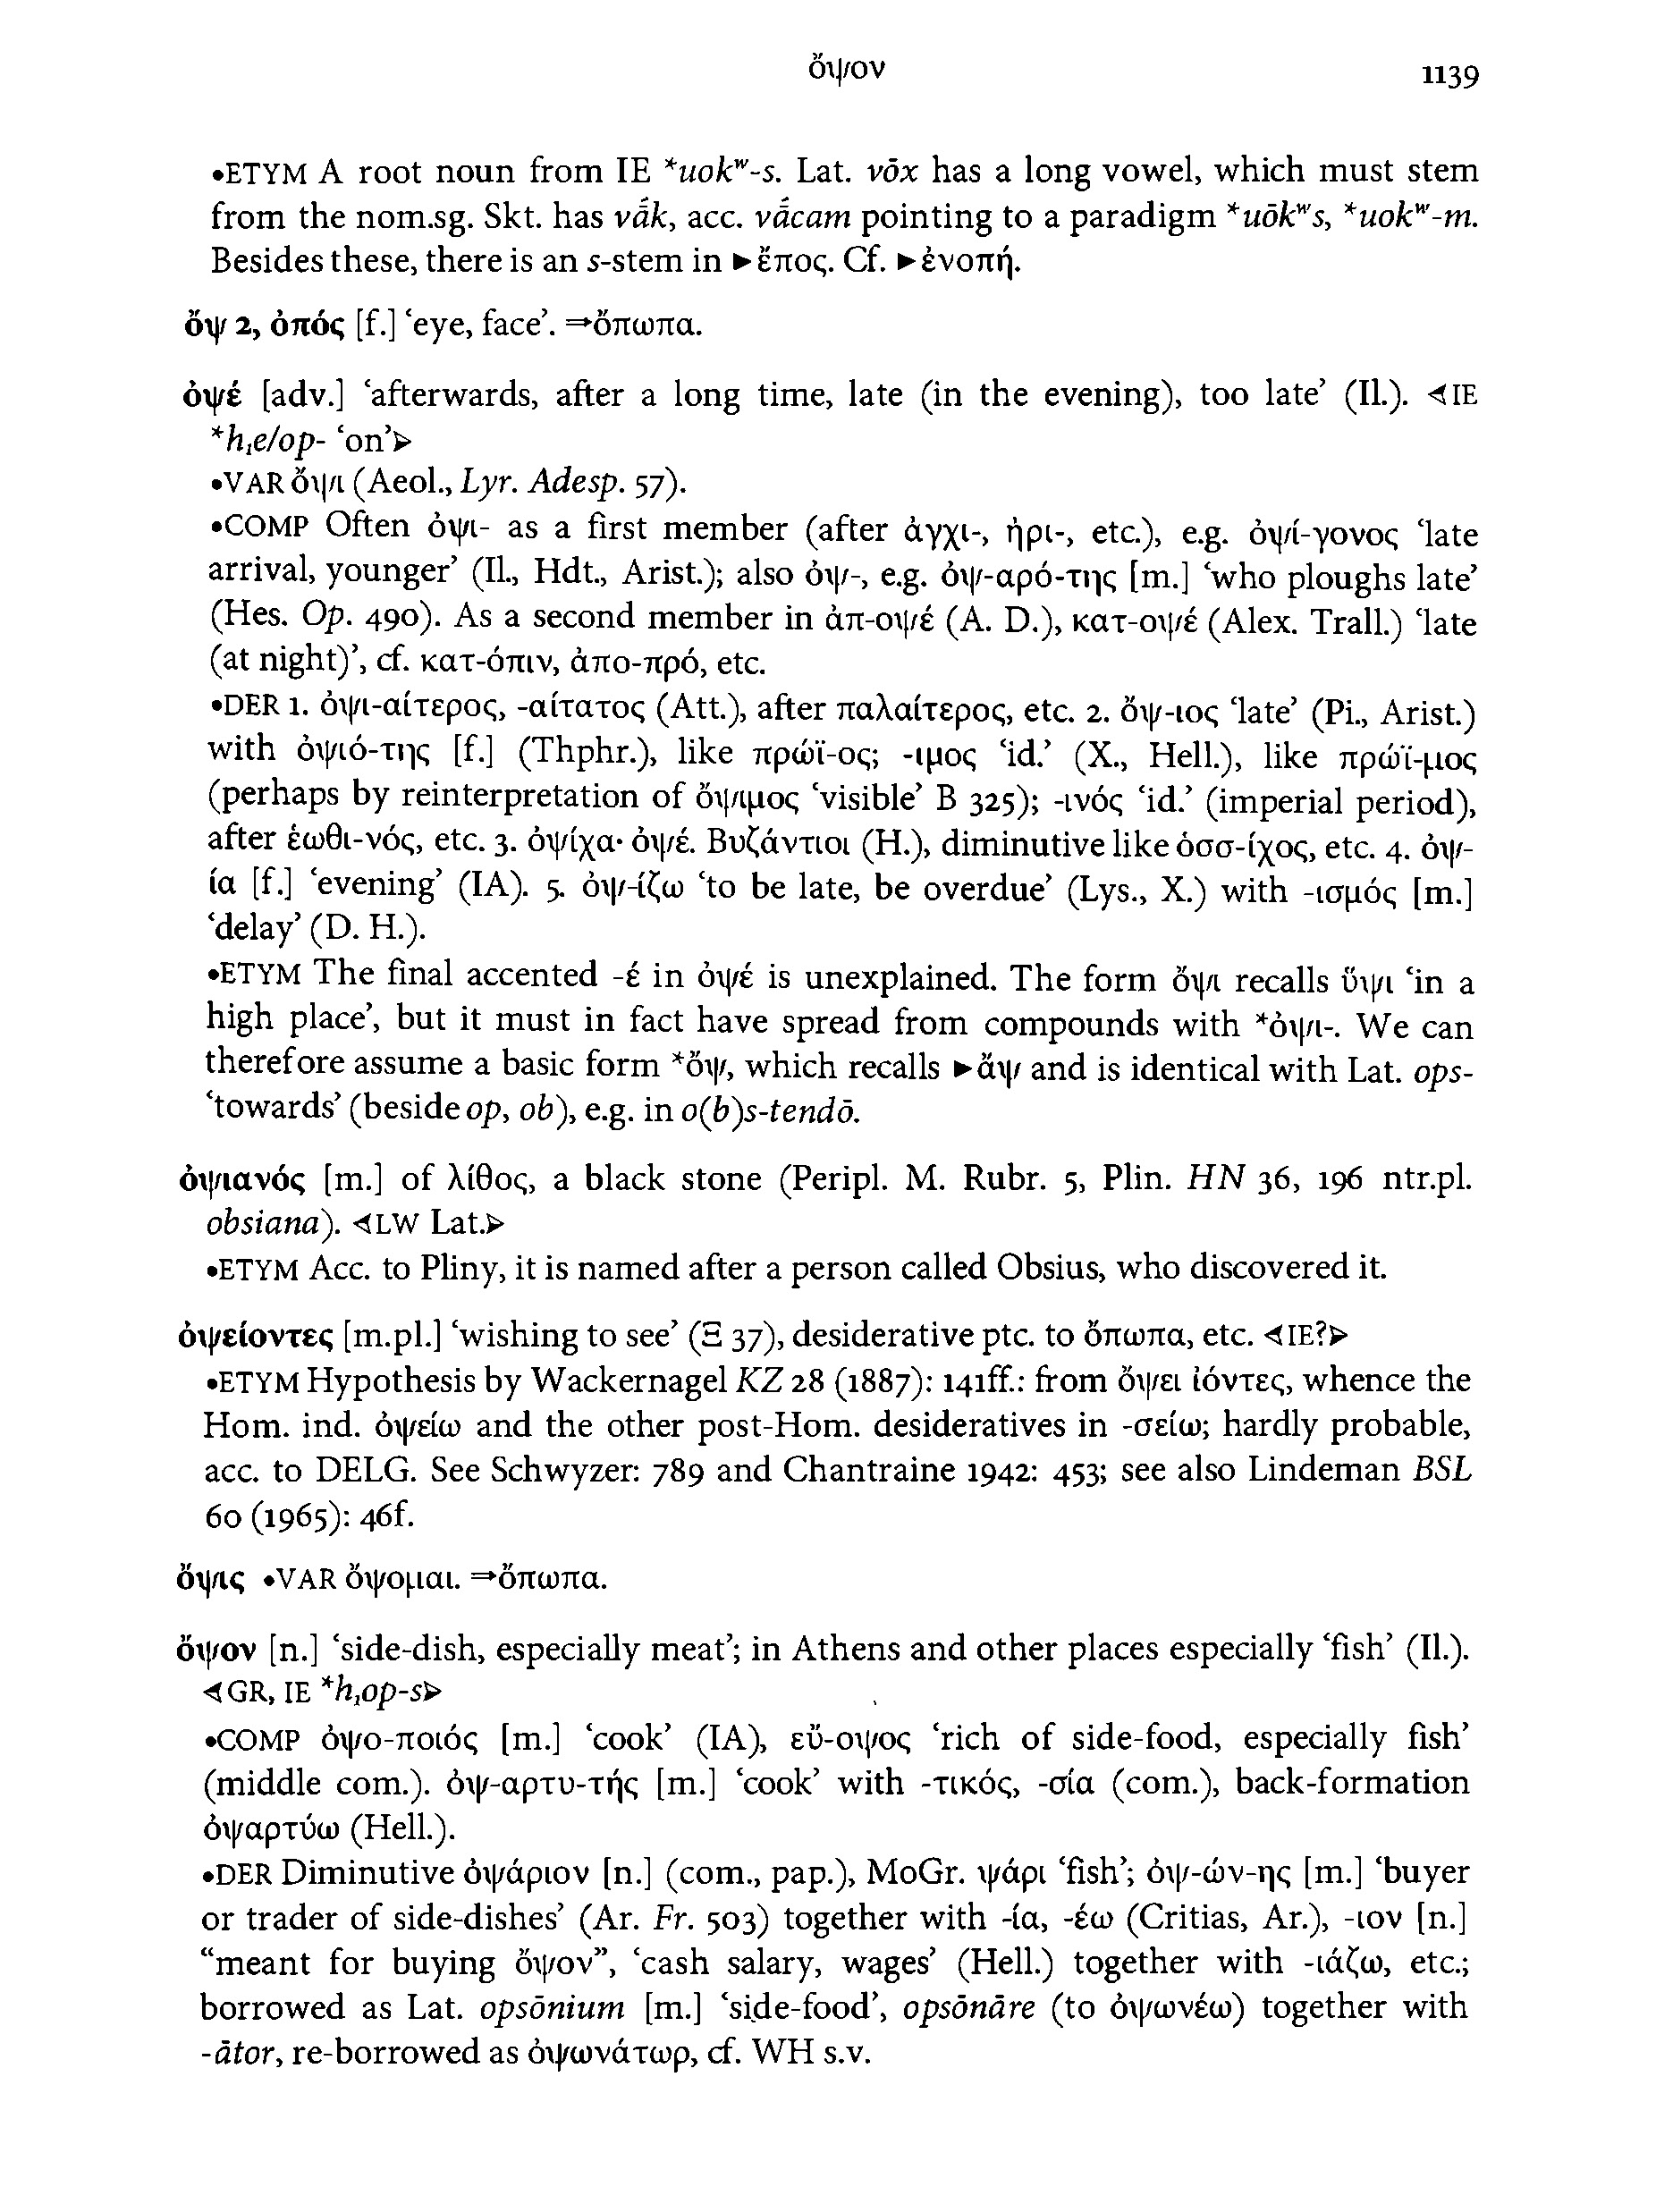 ὄψον 1139
•ETYM A root noun from IE *uokʷ-s. Lat. vōx has a long vowel, which must stem
from the nom.sg. Skt. has vā́k, acc. vā́cam pointing to a paradigm *uōkʷs, *uokʷ-m.
Besides these, there is an s-stem in ►ἔπος. Cf. ►ἐνοπή.
ὄψ 2, ὀπός [f.] ‘eye, face’. ⇒ὄπωπα.
ὀψέ [adv.] ‘afterwards, after a long time, late (in the evening), too late’ (Il.). ⊲IE
*h₁e/op- ‘on’⊳
•VAR ὄψι (Aeol., Lyr. Adesp. 57).
•COMP Often ὀψι- as a first member (after ἀγχι-, ἠρι-, etc.), e.g. ὀψί-γονος ‘late
arrival, younger’ (Il., Hdt., Arist.); also ὀψ-, e.g. ὀψ-αρό-της [m.] ‘who ploughs late’
(Hes. Op. 490). As a second member in ἀπ-οψέ (A. D.), κατ-οψέ (Alex. Trall.) ‘late
(at night)’, cf. κατ-όπιν, ἀπο-πρό, etc.
•DER 1. ὀψι-αίτερος, -αίτατος (Att.), after παλαίτερος, etc. 2. ὄψ-ιος ‘late’ (Pi., Arist.)
with ὀψιό-της [f.] (Thphr.), like πρώϊ-ος; -ιμος ‘id.’ (X., Hell.), like πρώϊ-μος
(perhaps by reinterpretation of ὄψιμος ‘visible’ B 325); -ινός ‘id.’ (imperial period),
after ἑωθι-νός, etc. 3. ὀψίχα· ὀψέ. Βυζάντιοι (H.), diminutive like ὁσσ-ίχος, etc. 4. ὀψ-
ία [f.] ‘evening’ (IA). 5. ὀψ-ίζω ‘to be late, be overdue’ (Lys., X.) with -ισμός [m.]
‘delay’ (D. H.).
•ETYM The final accented -έ in ὀψέ is unexplained. The form ὄψι recalls ὕψι ‘in a
high place’, but it must in fact have spread from compounds with *ὀψι-. We can
therefore assume a basic form *ὄψ, which recalls ►ἄψ and is identical with Lat. ops-
‘towards’ (beside op, ob), e.g. in o(b)s-tendō.
ὀψιανός [m.] of λίθος, a black stone (Peripl. M. Rubr. 5, Plin. HN 36, 196 ntr.pl.
obsiana). ⊲LW Lat.⊳
•ETYM Acc. to Pliny, it is named after a person called Obsius, who discovered it.
ὀψείοντες [m.pl.] ‘wishing to see’ (Ξ 37), desiderative ptc. to ὄπωπα, etc. ⊲IE?⊳
•ETYM Hypothesis by Wackernagel KZ 28 (1887): 141ff.: from ὄψει ἰόντες, whence the
Hom. ind. ὀψείω and the other post-Hom. desideratives in -σείω; hardly probable,
acc. to DELG. See Schwyzer: 789 and Chantraine 1942: 453; see also Lindeman BSL
60 (1965): 46f.
ὄψις •VAR ὄψομαι. ⇒ὄπωπα.
ὄψον [n.] ‘side-dish, especially meat’; in Athens and other places especially ‘fish’ (Il.).
⊲GR, IE *h₁op-s⊳
•COMP ὀψο-ποιός [m.] ‘cook’ (IA), εὔ-οψος ‘rich of side-food, especially fish’
(middle com.). ὀψ-αρτυ-τής [m.] ‘cook’ with -τικός, -σία (com.), back-formation
ὀψαρτύω (Hell.).
•DER Diminutive ὀψάριον [n.] (com., pap.), MoGr. ψάρι ‘fish’; ὀψ-ών-ης [m.] ‘buyer
or trader of side-dishes’ (Ar. Fr. 503) together with -ία, -έω (Critias, Ar.), -ιον [n.]
“meant for buying ὄψον”, ‘cash salary, wages’ (Hell.) together with -ιάζω, etc.;
borrowed as Lat. opsōnium [m.] ‘side-food’, opsōnāre (to ὀψωνέω) together with
-ātor, re-borrowed as ὀψωνάτωρ, cf. WH s.v.